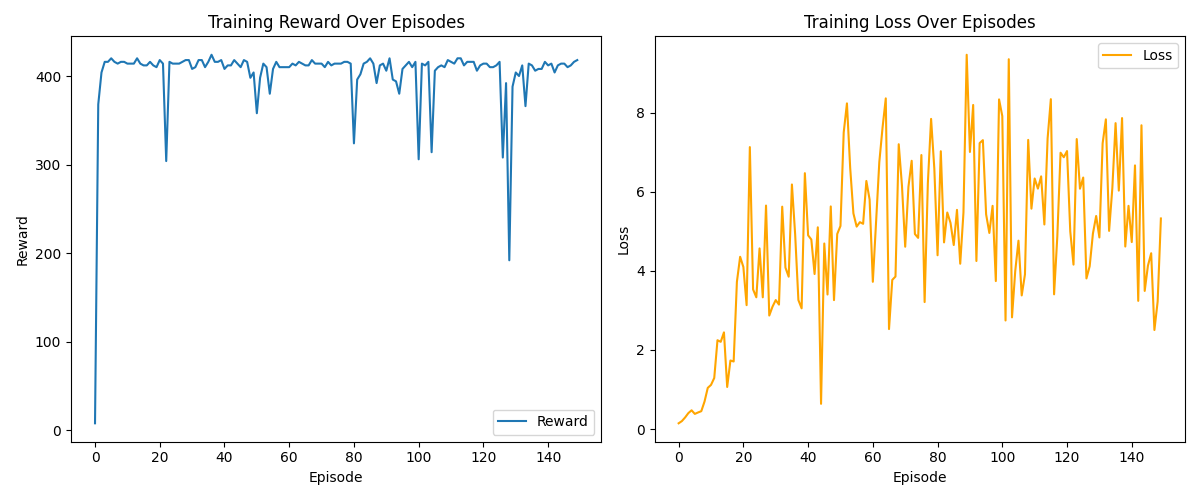 Training Reward Over Episodes
Reward
400
300
200
100
0
0 20 40 60 80 100 120 140
Episode
Reward
Training Loss Over Episodes
Loss
8
6
4
2
0
0 20 40 60 80 100 120 140
Episode
Loss